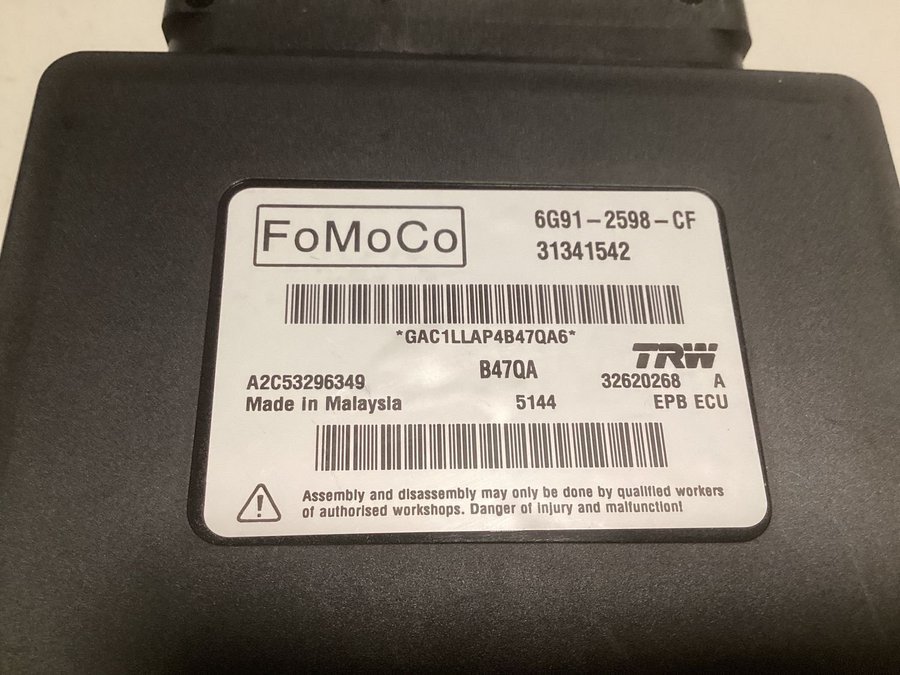 FoMoCo
6G91-2598-CF
31341542
*GAC1LLAP4B47QA6*
B47QA
TRW
A2C53296349
32620268 A
Made in Malaysia
5144
EPB ECU
Assembly and disassembly may only be done by qualified workers
of authorised workshops. Danger of injury and malfunction!